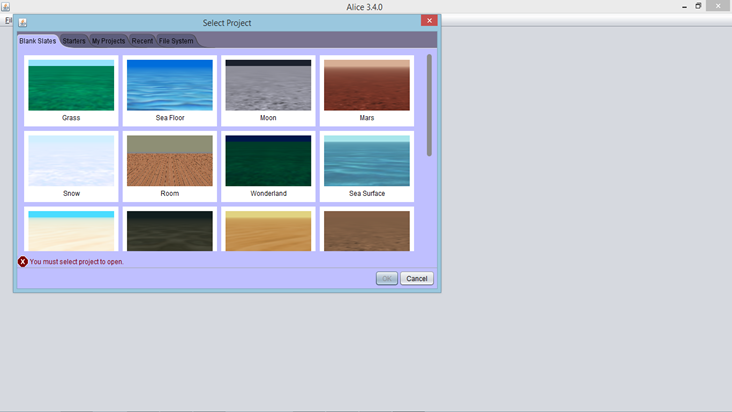 Alice 3.4.0
Select Project
Blank Slates Starters My Projects Recent File System
Grass Sea Floor Moon Mars
Snow Room Wonderland Sea Surface
X You must select project to open.
OK Cancel